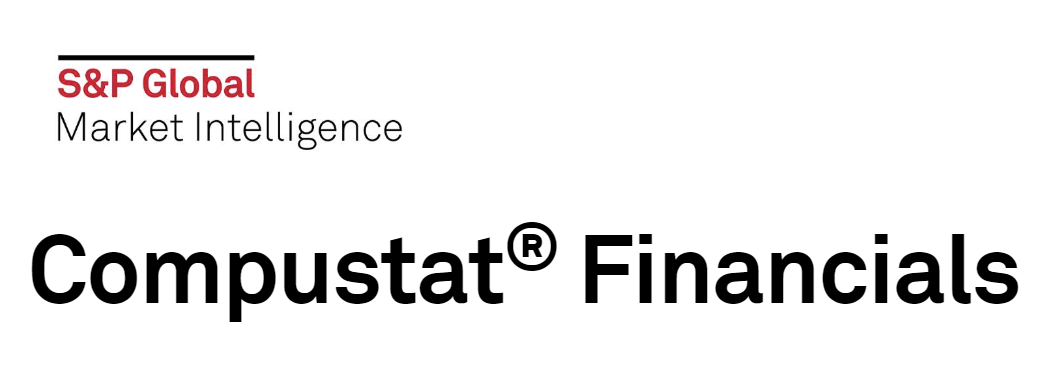 S&P Global
Market Intelligence
Compustat® Financials